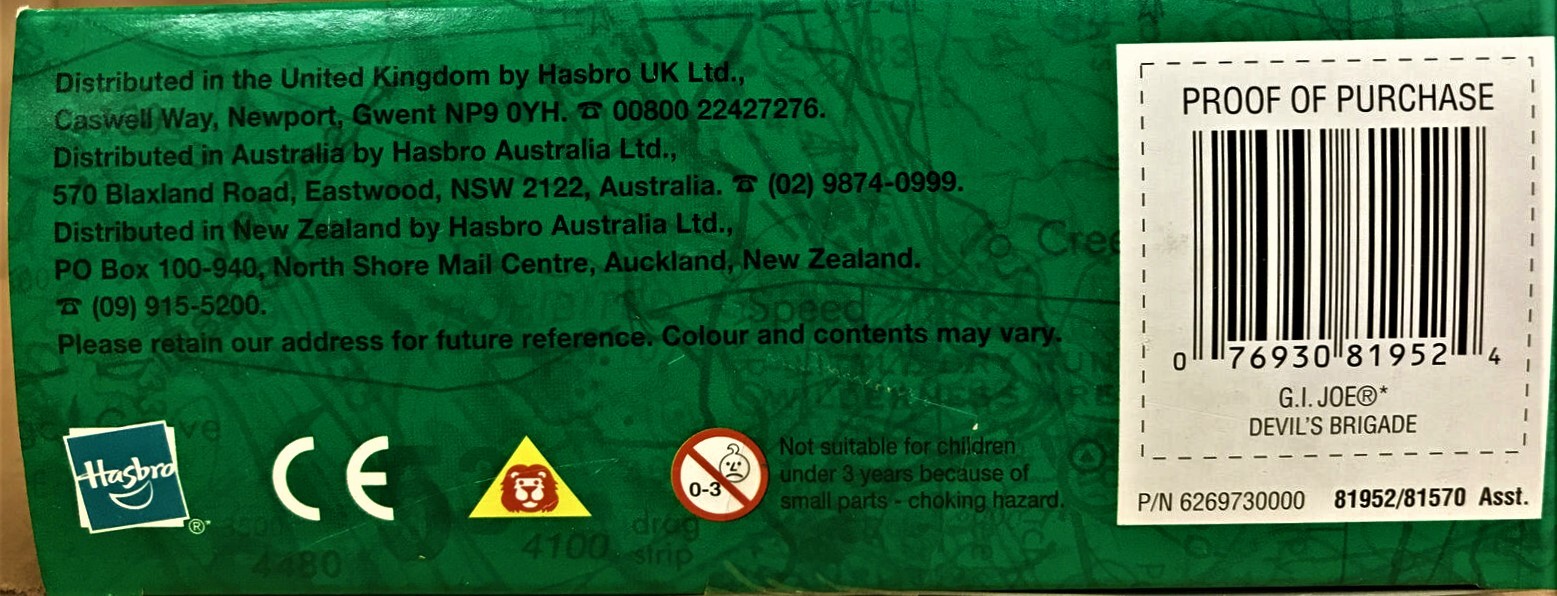 Distributed in the United Kingdom by Hasbro UK Ltd.,
Caswell Way, Newport, Gwent NP9 0YH. ☎ 00800 22427276.
Distributed in Australia by Hasbro Australia Ltd.,
570 Blaxland Road, Eastwood, NSW 2122, Australia. ☎ (02) 9874-0999.
Distributed in New Zealand by Hasbro Australia Ltd.,
PO Box 100-940, North Shore Mail Centre, Auckland, New Zealand.
☎ (09) 915-5200.
Please retain our address for future reference. Colour and contents may vary.
Speed
Hasbro
®*
CE
0-3
Not suitable for children
under 3 years because of
small parts - choking hazard.
4480
4100
drag
strip
PROOF OF PURCHASE
0 76930 81952 4
G.I. JOE®*
DEVIL'S BRIGADE
P/N 6269730000 81952/81570 Asst.